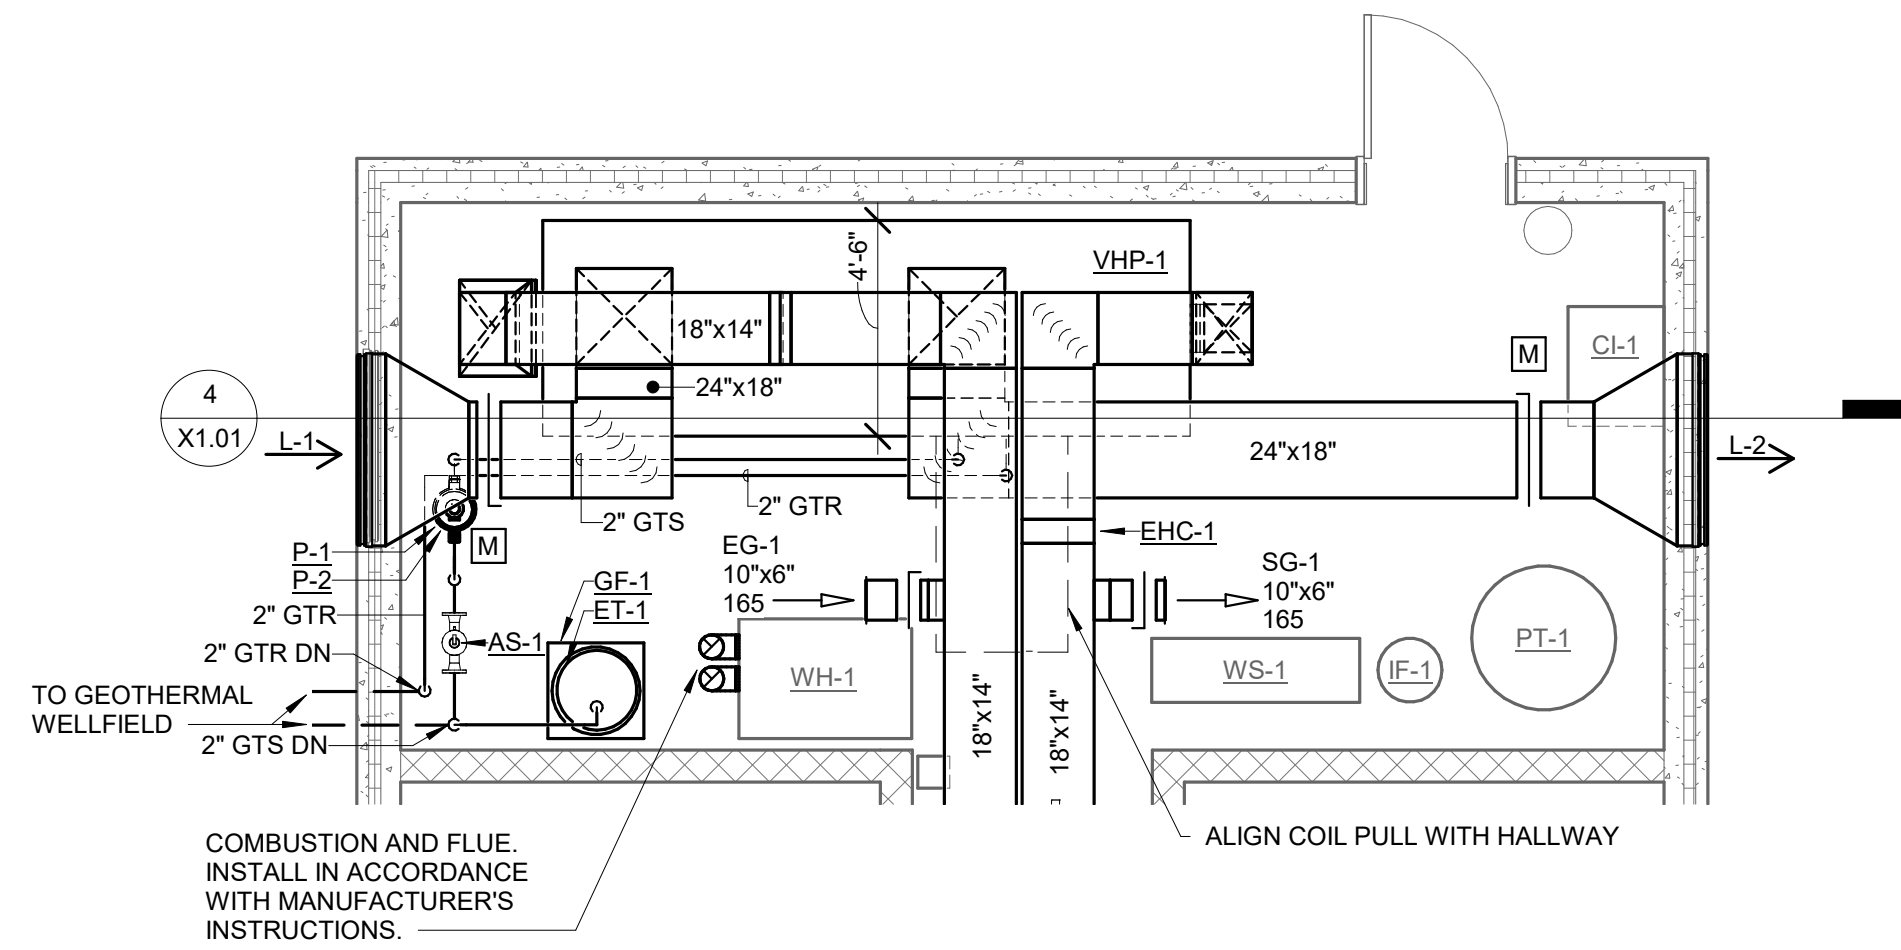 VHP-1
4'-6"
18"x14"
24"x18"
M
CI-1
4
X1.01
L-1
24"x18"
L-2
2" GTS
2" GTR
P-1
P-2
M
EHC-1
EG-1
10"x6"
165
SG-1
10"x6"
165
GF-1
ET-1
2" GTR
AS-1
2" GTR DN
WH-1
WS-1
IF-1
PT-1
TO GEOTHERMAL
WELLFIELD
2" GTS DN
18"x14"
18"x14"
COMBUSTION AND FLUE.
INSTALL IN ACCORDANCE
WITH MANUFACTURER'S
INSTRUCTIONS.
ALIGN COIL PULL WITH HALLWAY